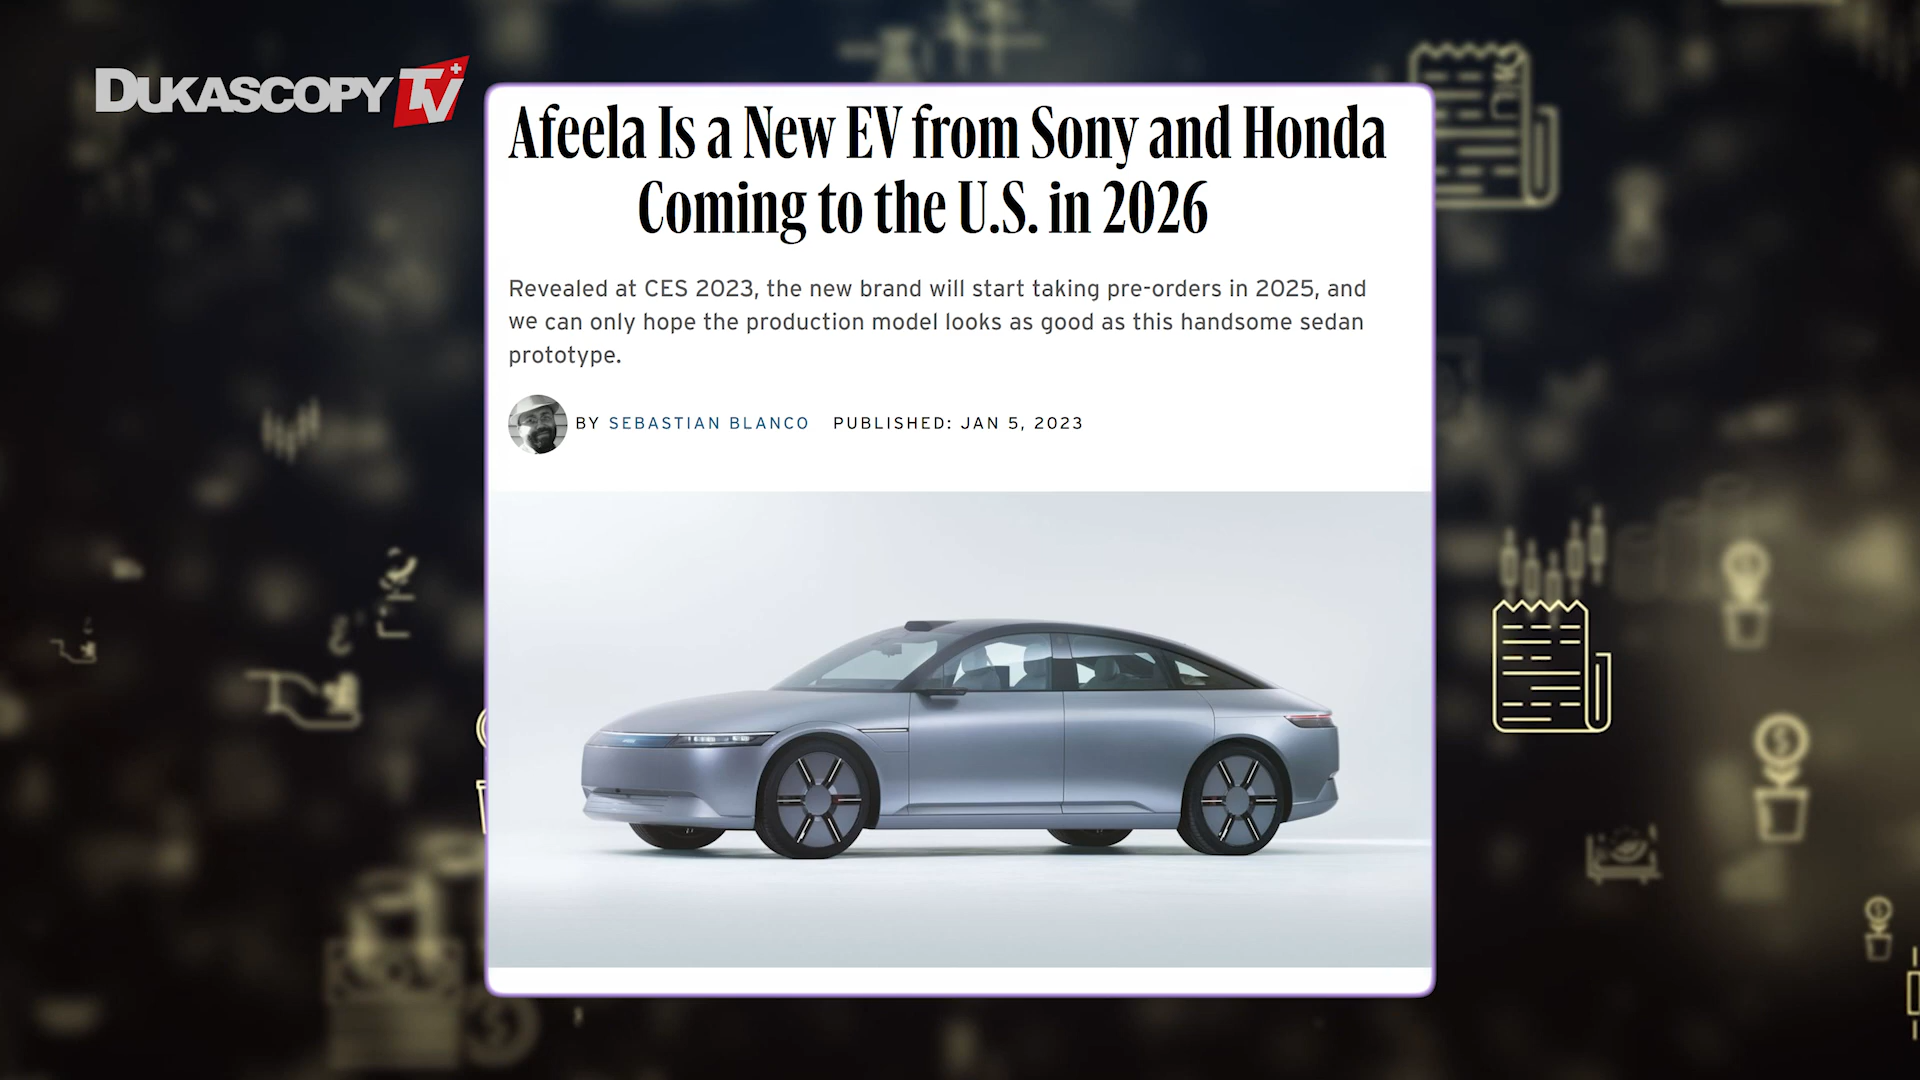 DUKASCOPY TV
Afeela Is a New EV from Sony and Honda
Coming to the U.S. in 2026
Revealed at CES 2023, the new brand will start taking pre-orders in 2025, and
we can only hope the production model looks as good as this handsome sedan
prototype.
BY SEBASTIAN BLANCO PUBLISHED: JAN 5, 2023